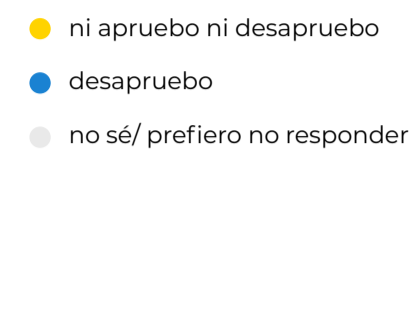 ni apruebo ni desapruebo
desapruebo
no sé/ prefiero no responder